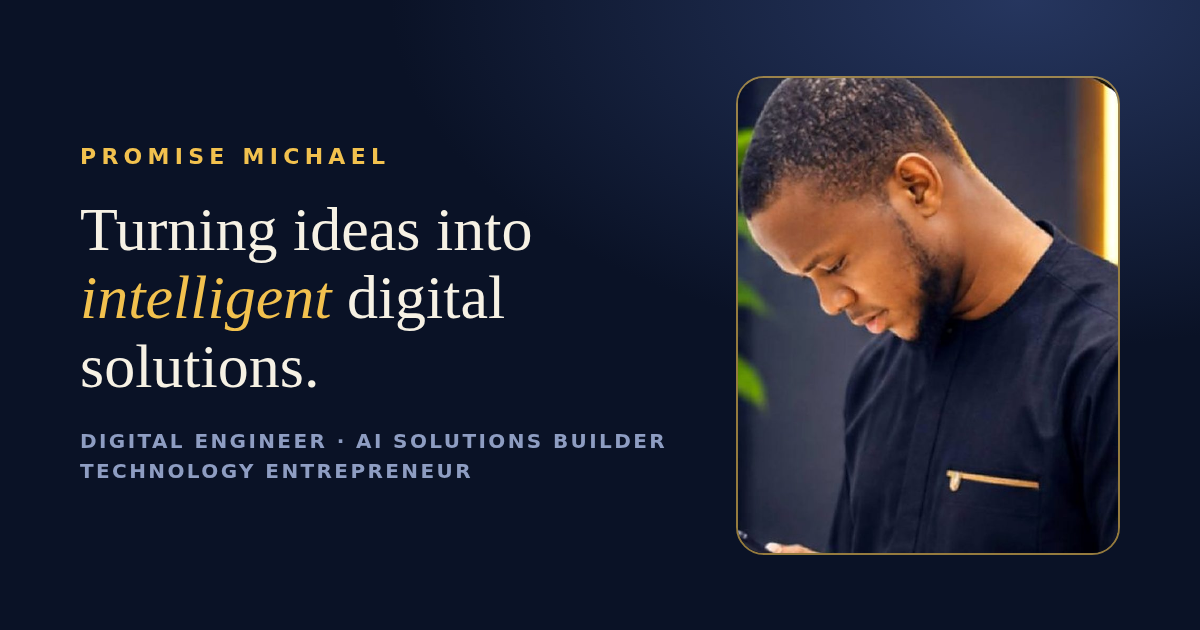 PROMISE MICHAEL
Turning ideas into
intelligent digital
solutions.
DIGITAL ENGINEER · AI SOLUTIONS BUILDER
TECHNOLOGY ENTREPRENEUR